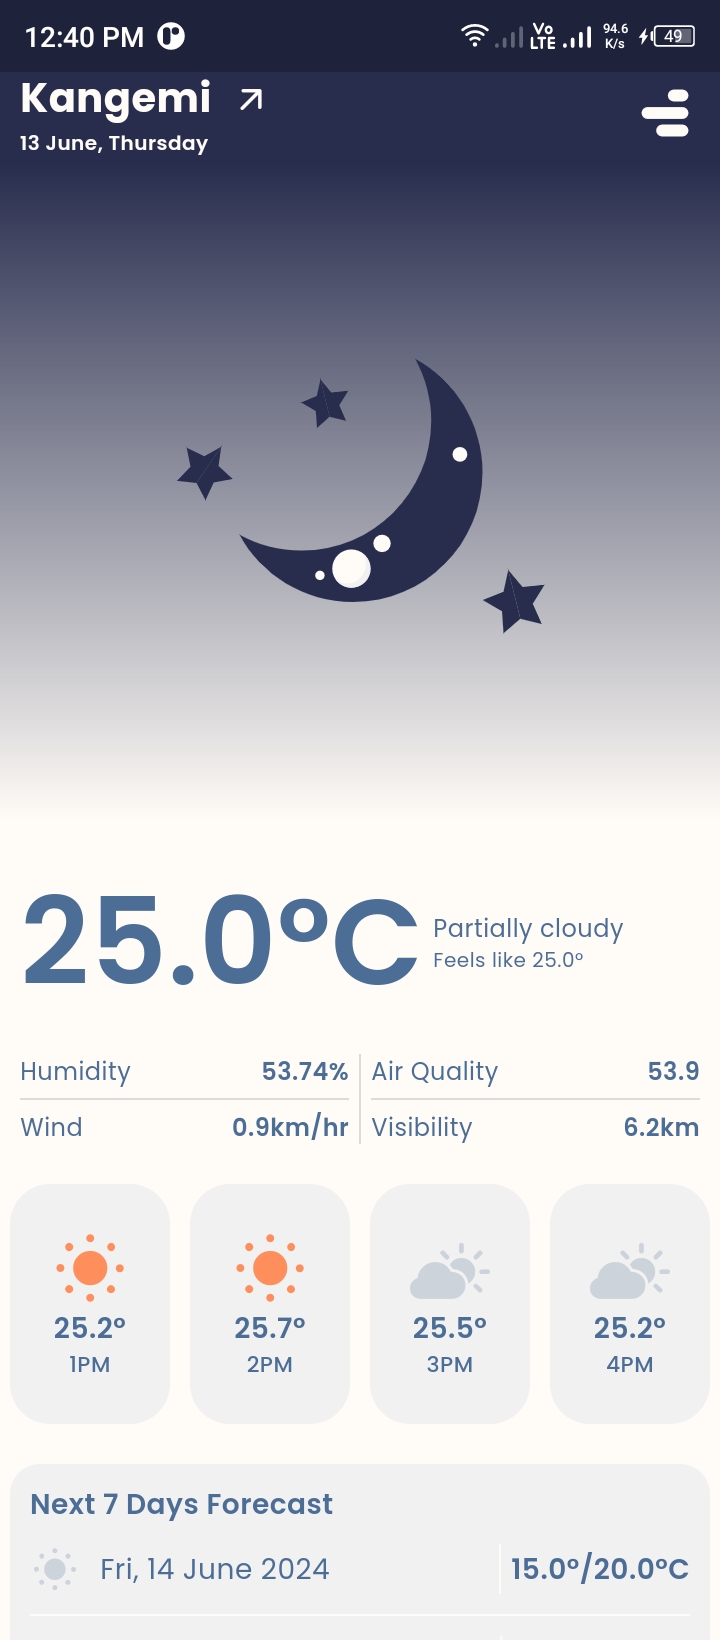 12:40 PM
Vo LTE
94.6 K/s
49
Kangemi
13 June, Thursday
25.0°C
Partially cloudy
Feels like 25.0°
Humidity 53.74%
Air Quality 53.9
Wind 0.9km/hr
Visibility 6.2km
25.2° 25.7° 25.5° 25.2°
1PM 2PM 3PM 4PM
Next 7 Days Forecast
Fri, 14 June 2024 15.0°/20.0°C